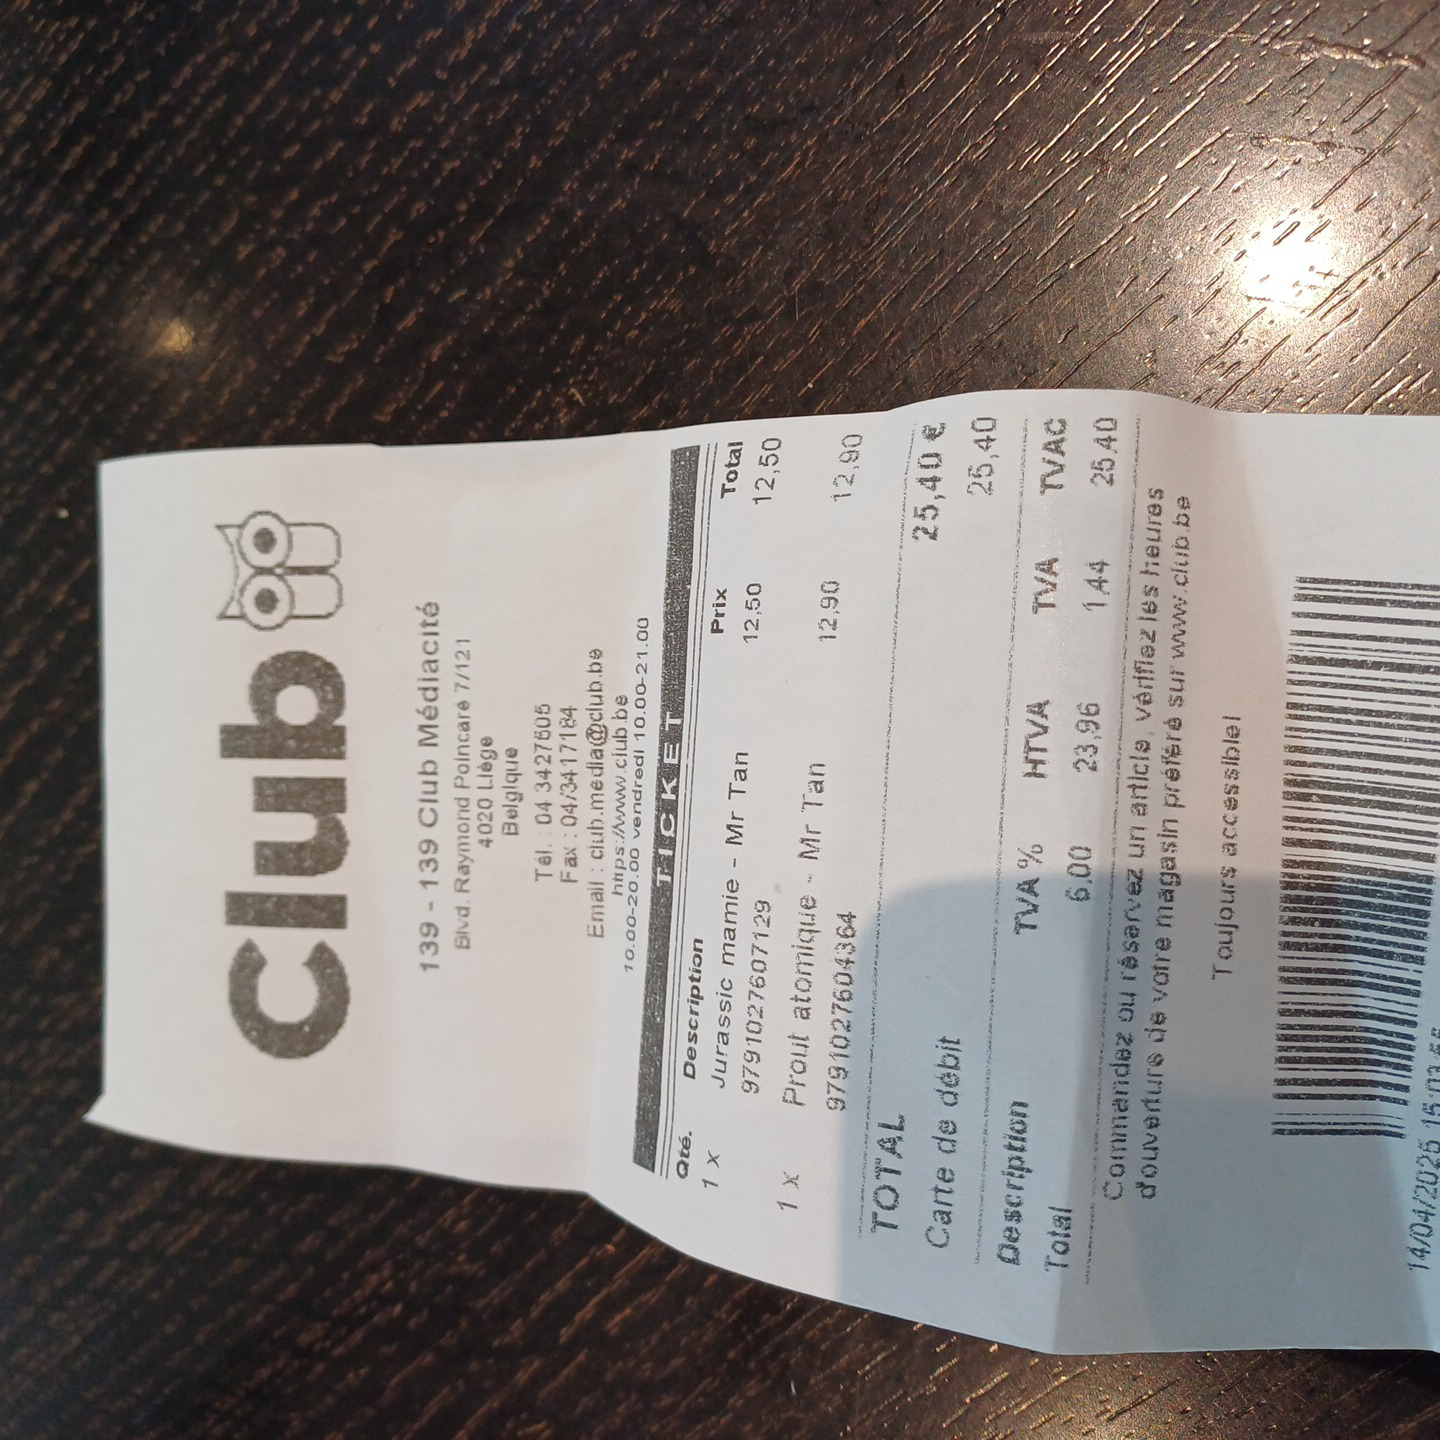 Club
139 - 139 Club Médiacité
Blvd. Raymond Poincaré 7/121
4020 Liège
Belgique
Tél. : 04 3427605
Fax : 04/3417184
Email : club.media@club.be
https://www.club.be
10.00-20.00 vendredi 10.00-21.00
TICKET
Qté. Description Prix Total
1 x Jurassic mamie - Mr Tan 12,50 12,50
9791027607129
1 x Prout atomique - Mr Tan 12,90 12,90
9791027604364
TOTAL 25,40 €
Carte de débit 25,40
Description TVA % HTVA TVA TVAC
Total 6,00 23,96 1,44 25,40
Commandez ou réservez un article, vérifiez les heures
d'ouverture de votre magasin préféré sur www.club.be
Toujours accessible!
14/04/2025